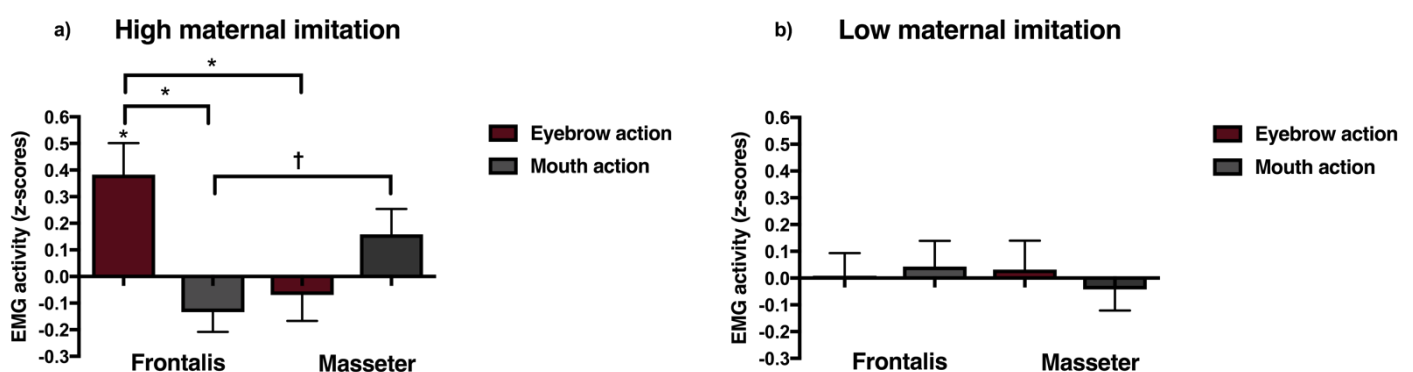 a) High maternal imitation
*
*
*
†
EMG activity (z-scores)
0.6
0.5
0.4
0.3
0.2
0.1
0.0
-0.1
-0.2
-0.3
Frontalis Masseter
Eyebrow action
Mouth action
b) Low maternal imitation
EMG activity (z-scores)
0.6
0.5
0.4
0.3
0.2
0.1
0.0
-0.1
-0.2
-0.3
Frontalis Masseter
Eyebrow action
Mouth action